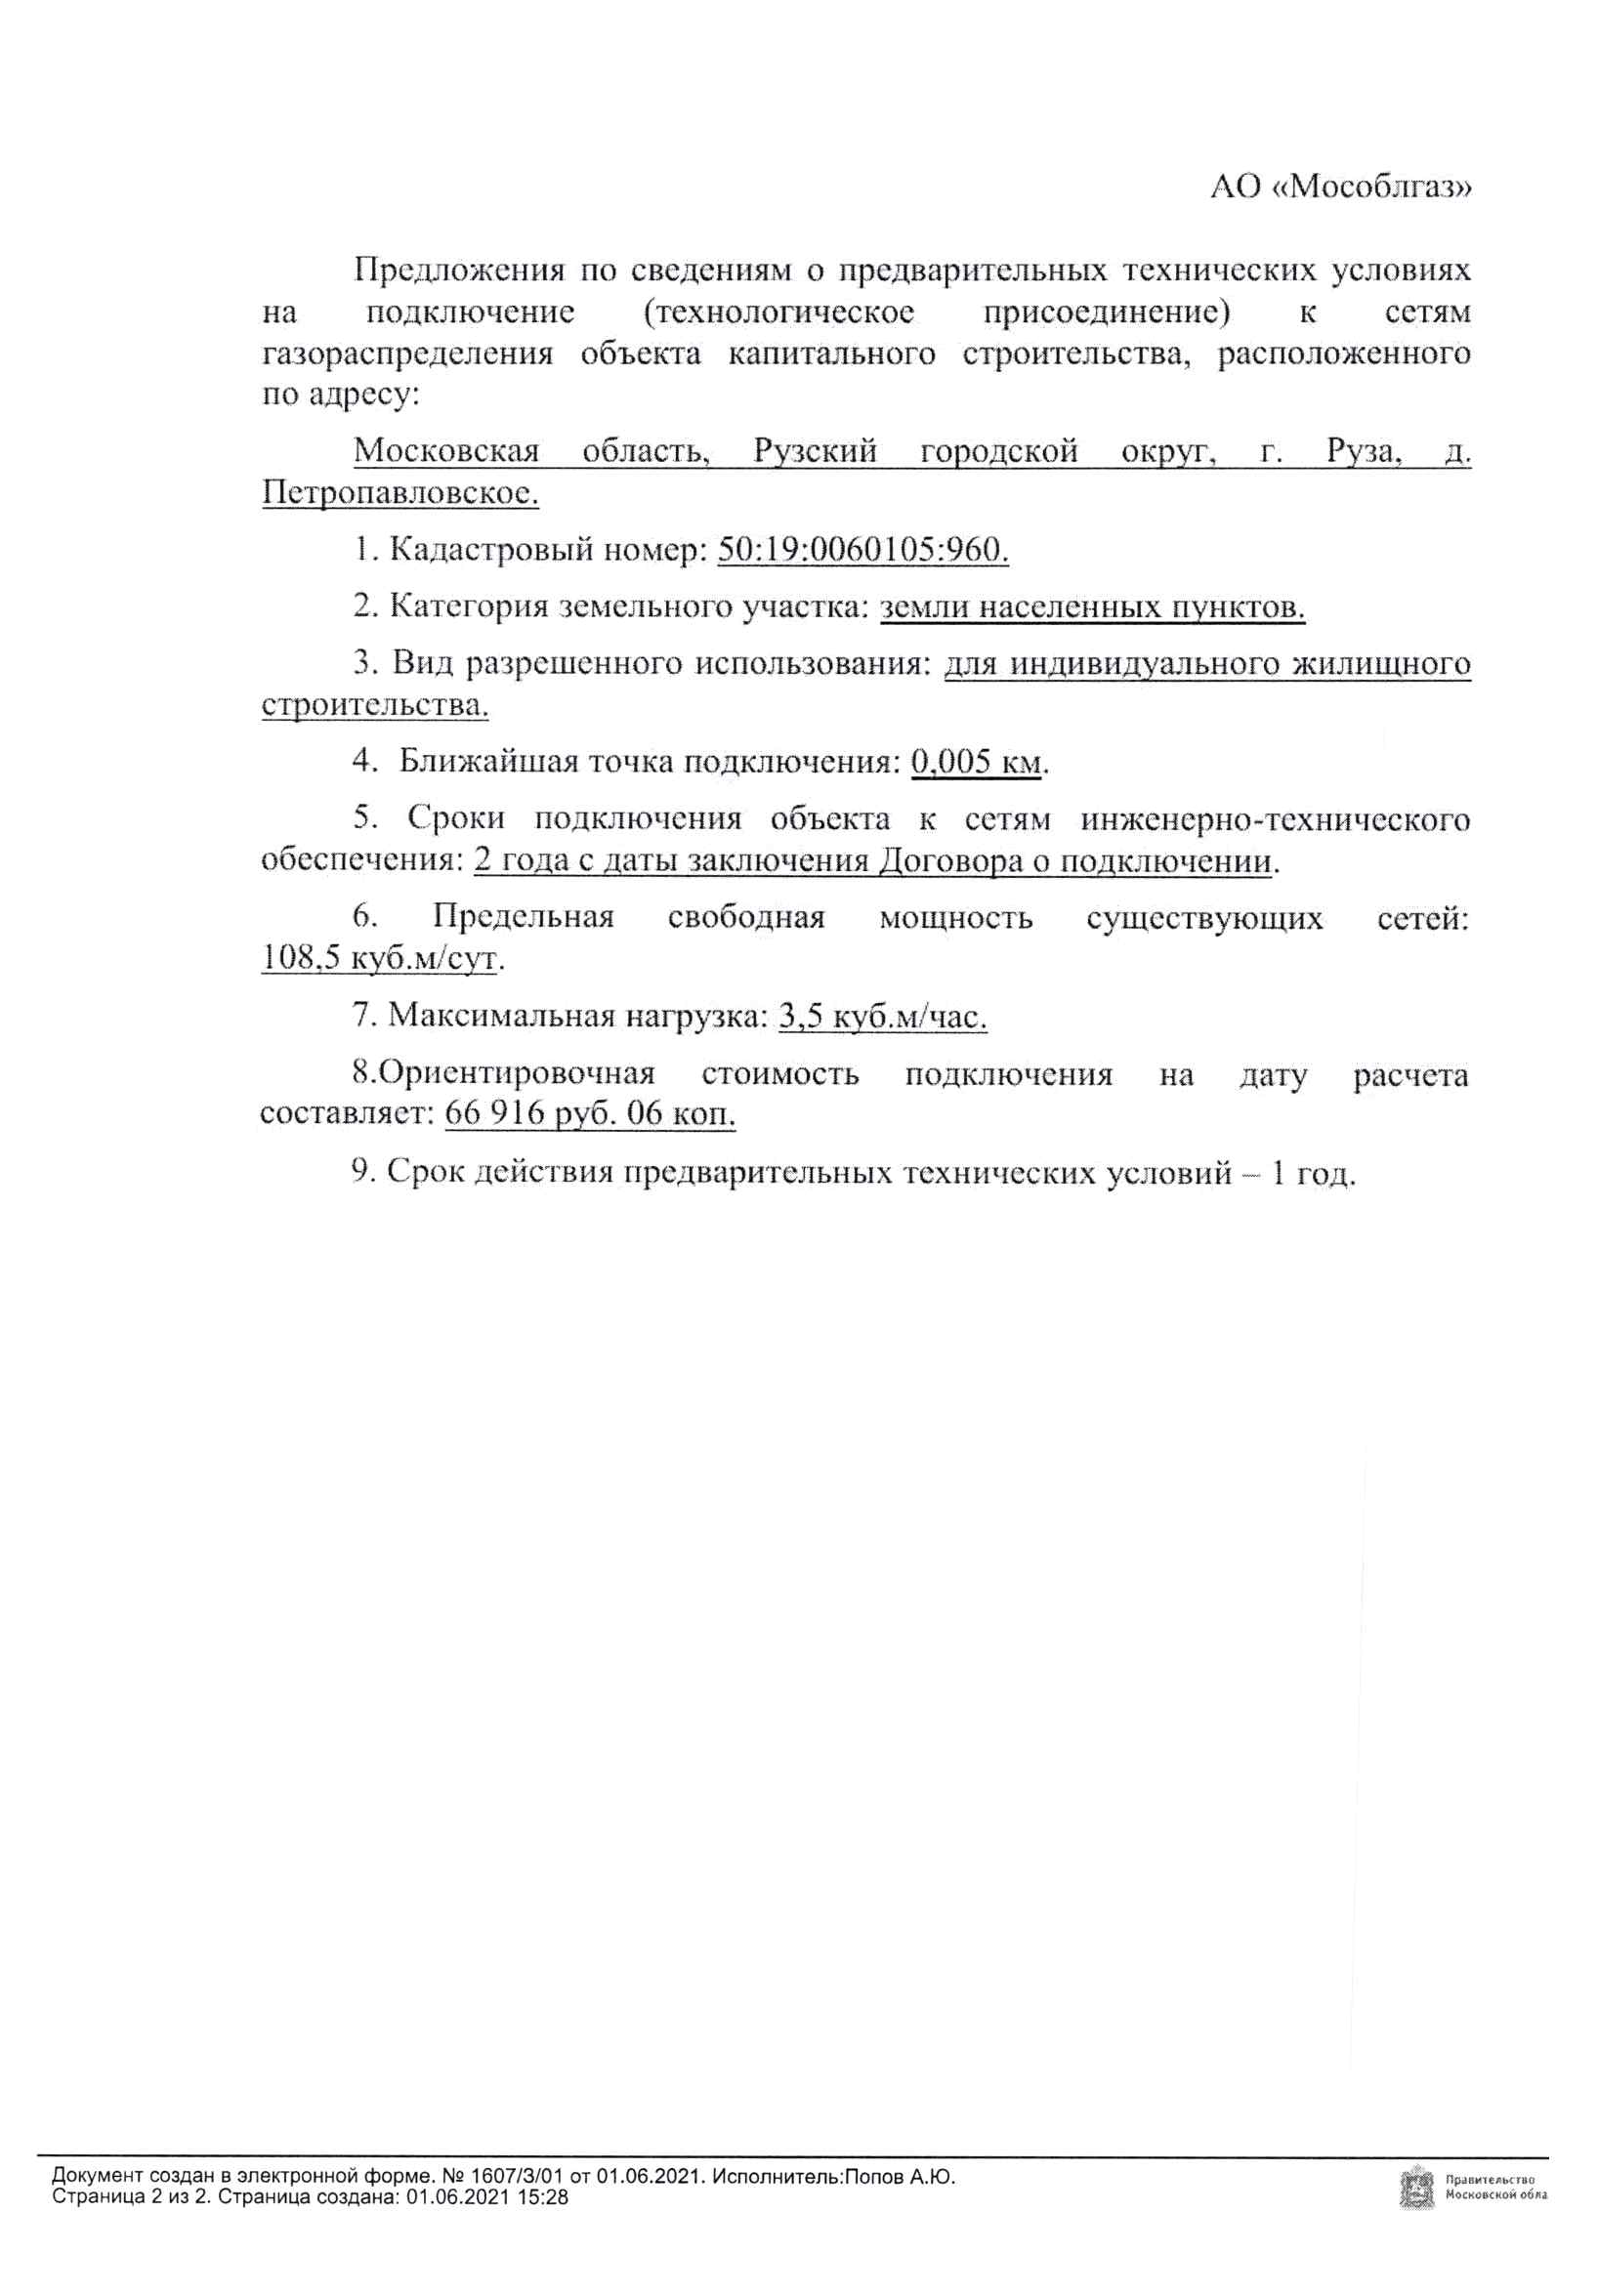 АО «Мособлгаз»
Предложения по сведениям о предварительных технических условиях
на подключение (технологическое присоединение) к сетям
газораспределения объекта капитального строительства, расположенного
по адресу:
Московская область, Рузский городской округ, г. Руза, д.
Петропавловское.
1. Кадастровый номер: 50:19:0060105:960.
2. Категория земельного участка: земли населенных пунктов.
3. Вид разрешенного использования: для индивидуального жилищного
строительства.
4. Ближайшая точка подключения: 0,005 км.
5. Сроки подключения объекта к сетям инженерно-технического
обеспечения: 2 года с даты заключения Договора о подключении.
6. Предельная свободная мощность существующих сетей:
108,5 куб.м/сут.
7. Максимальная нагрузка: 3,5 куб.м/час.
8.Ориентировочная стоимость подключения на дату расчета
составляет: 66 916 руб. 06 коп.
9. Срок действия предварительных технических условий – 1 год.
Документ создан в электронной форме. № 1607/3/01 от 01.06.2021. Исполнитель:Попов А.Ю.
Страница 2 из 2. Страница создана: 01.06.2021 15:28
Правительство
Московской обла